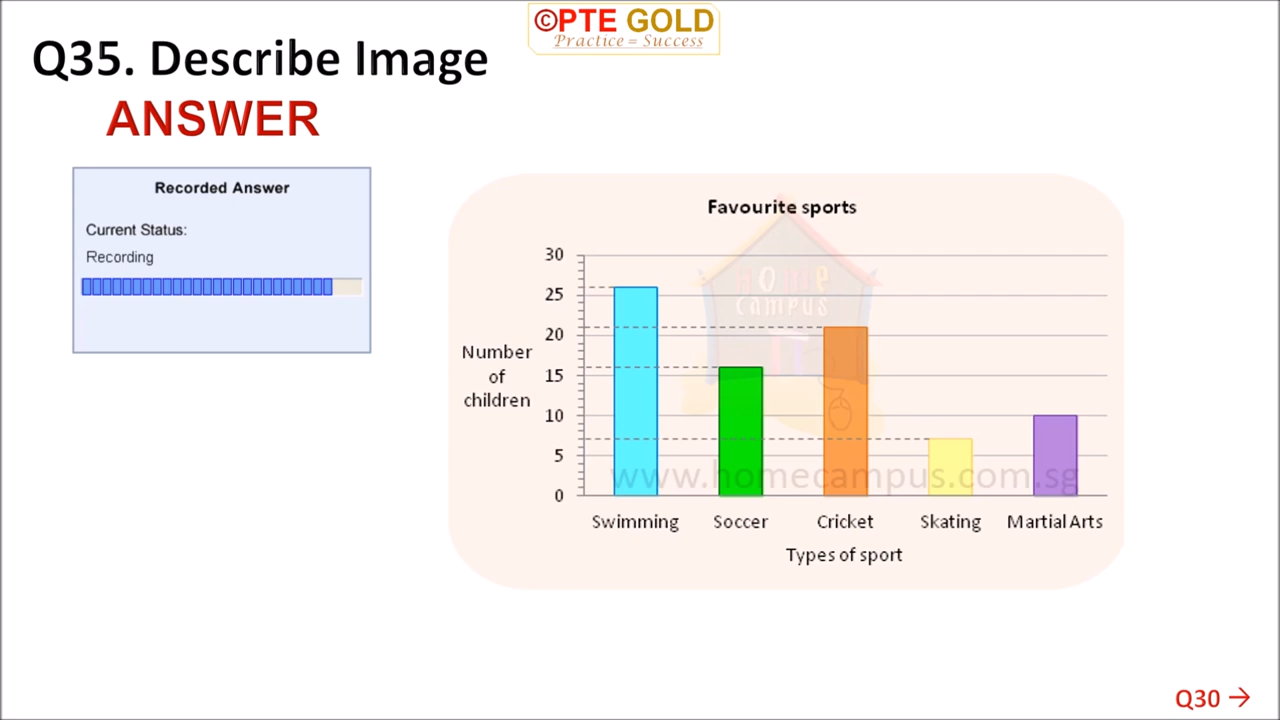 ©PTE GOLD
Practice = Success
Q35. Describe Image
ANSWER
Recorded Answer
Current Status:
Recording
Favourite sports
HOME
CAMPUS
30
25
20
15
10
5
0
Number
of
children
www.homecampus.com.sg
Swimming
Soccer
Cricket
Skating
Martial Arts
Types of sport
Q30 →